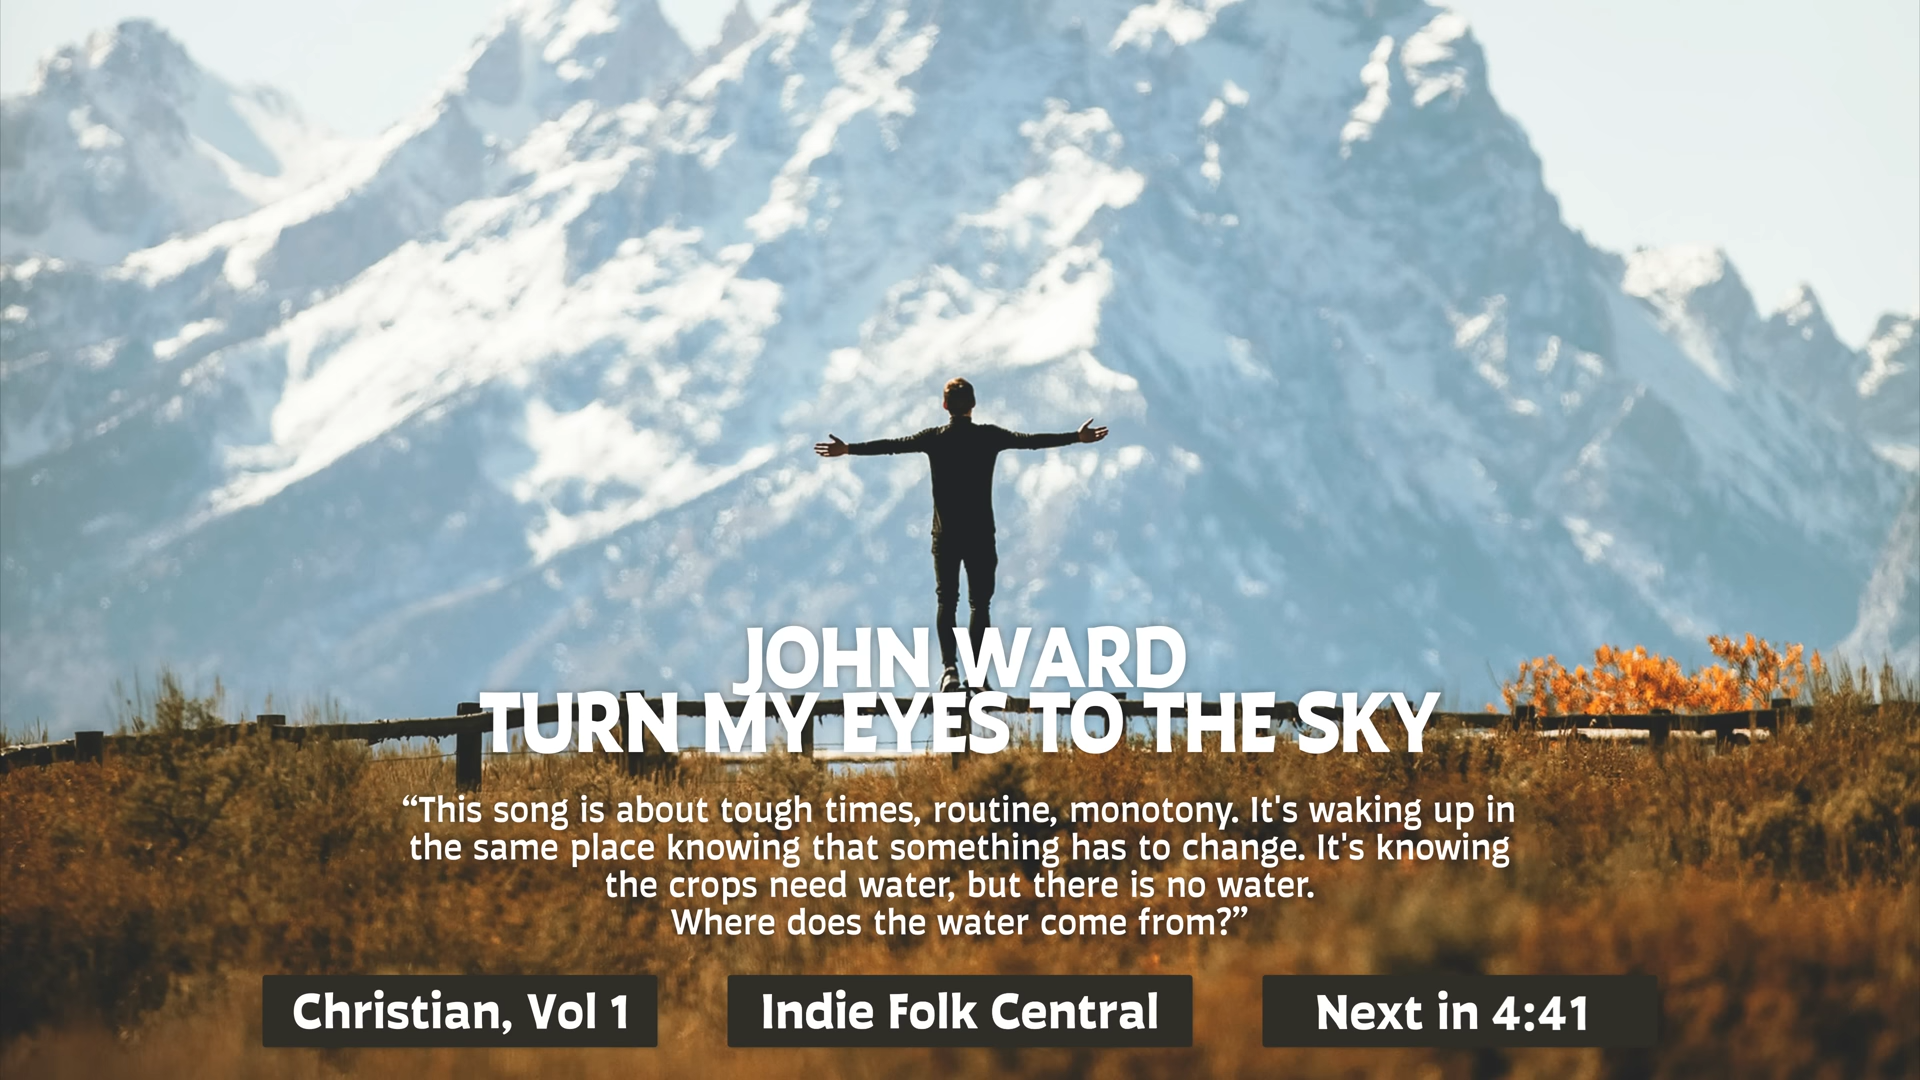 JOHN WARD
TURN MY EYES TO THE SKY
“This song is about tough times, routine, monotony. It's waking up in
the same place knowing that something has to change. It's knowing
the crops need water, but there is no water.
Where does the water come from?”
Christian, Vol 1
Indie Folk Central
Next in 4:41